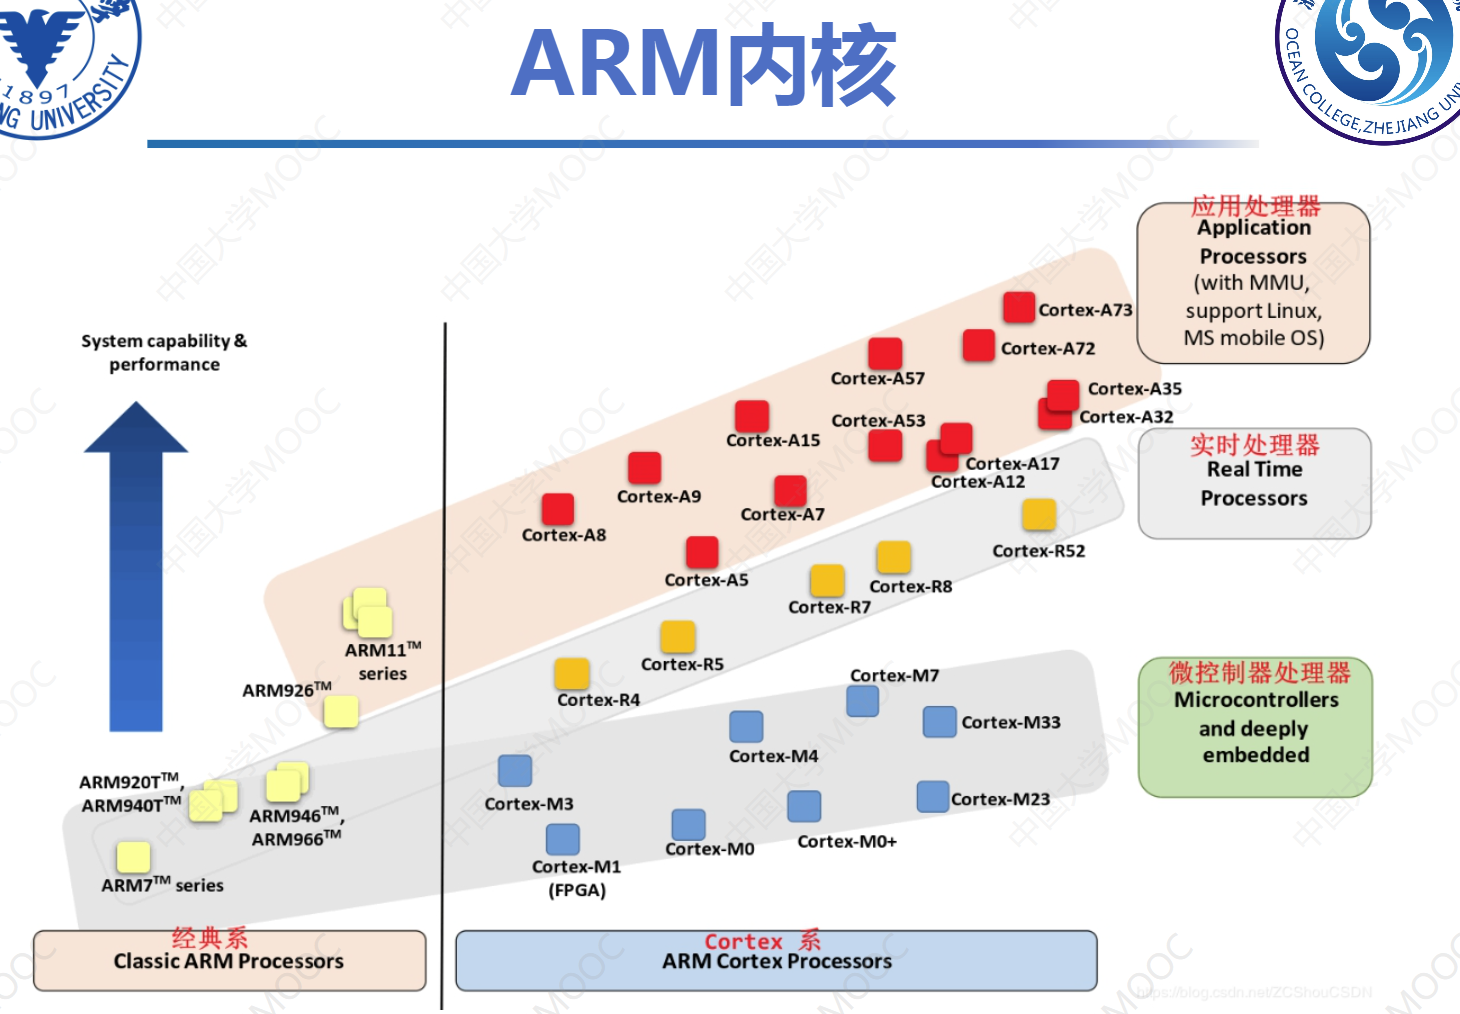 ARM内核
1897
NG UNIVERSITY
OCEAN COLLEGE,ZHEJIANG UNI
应用处理器
Application
Processors
(with MMU,
support Linux,
MS mobile OS)
System capability &
performance
Cortex-A73
Cortex-A72
Cortex-A57
Cortex-A35
Cortex-A32
Cortex-A53
Cortex-A15
Cortex-A17
Cortex-A12
Cortex-A9
Cortex-A7
Cortex-A8
Cortex-A5
实时处理器
Real Time
Processors
Cortex-R52
Cortex-R8
Cortex-R7
Cortex-R5
Cortex-R4
ARM11™
series
ARM926™
微控制器处理器
Microcontrollers
and deeply
embedded
Cortex-M7
Cortex-M33
Cortex-M4
Cortex-M3
Cortex-M23
Cortex-M0+
Cortex-M0
Cortex-M1
(FPGA)
ARM920T™,
ARM940T™
ARM946™,
ARM966™
ARM7™ series
经典系
Classic ARM Processors
Cortex 系
ARM Cortex Processors
https://blog.csdn.net/ZCShouCSDN
中国大学MOOC